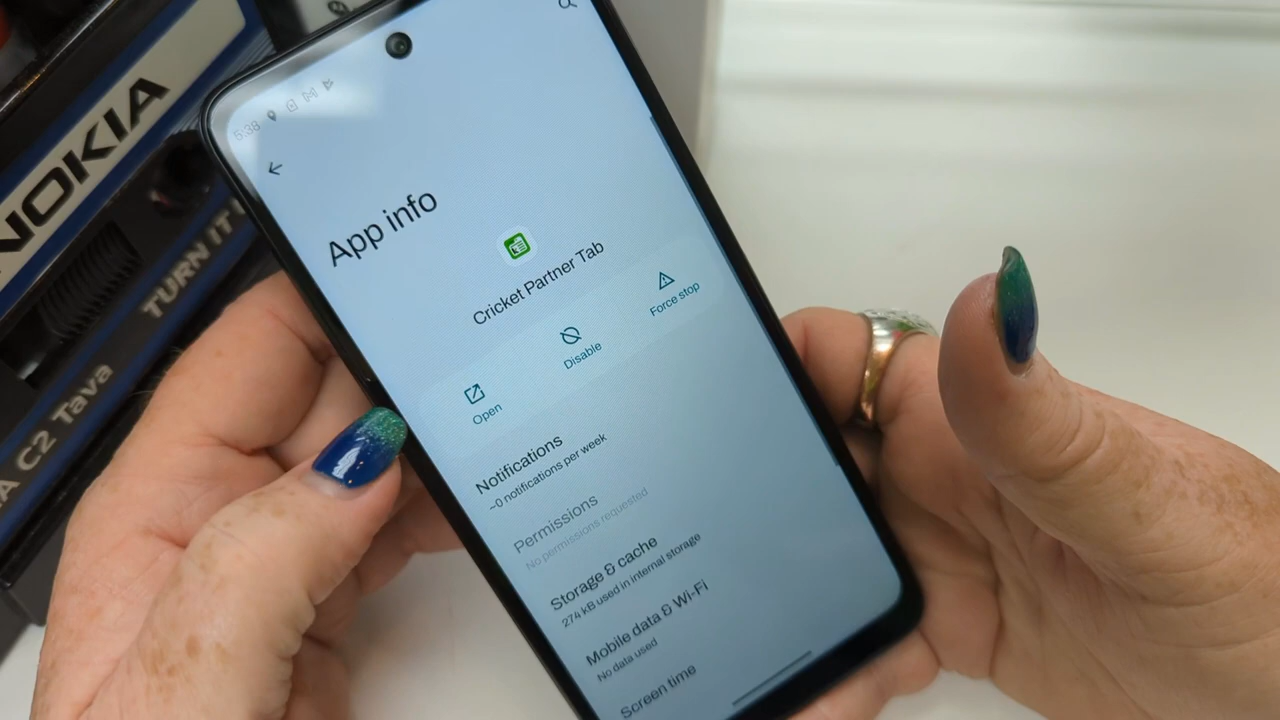 NOKIA
TURN IT
A C2 Tava
5:38
App info
Cricket Partner Tab
Open
Disable
Force stop
Notifications
~0 notifications per week
Permissions
No permissions requested
Storage & cache
274 kB used in internal storage
Mobile data & Wi-Fi
No data used
Screen time